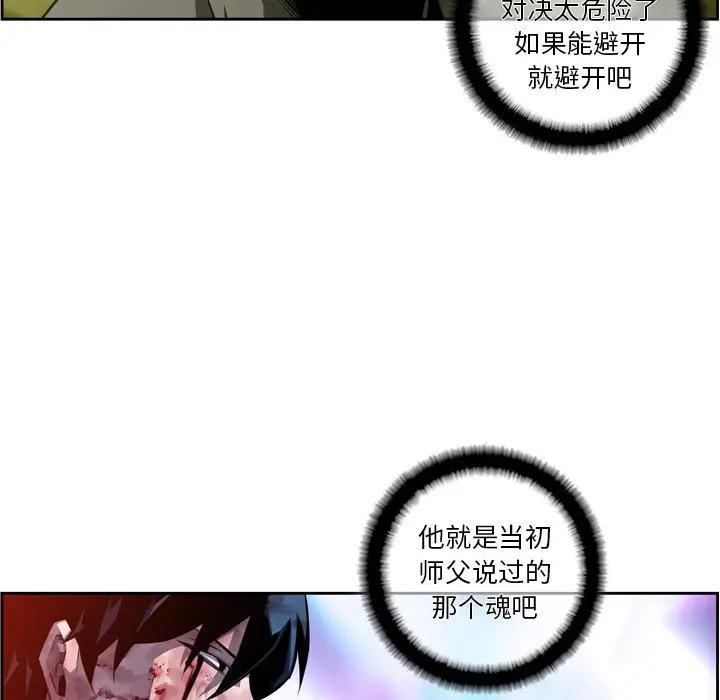 对决太危险了
如果能避开
就避开吧
他就是当初
师父说过的
那个魂吧